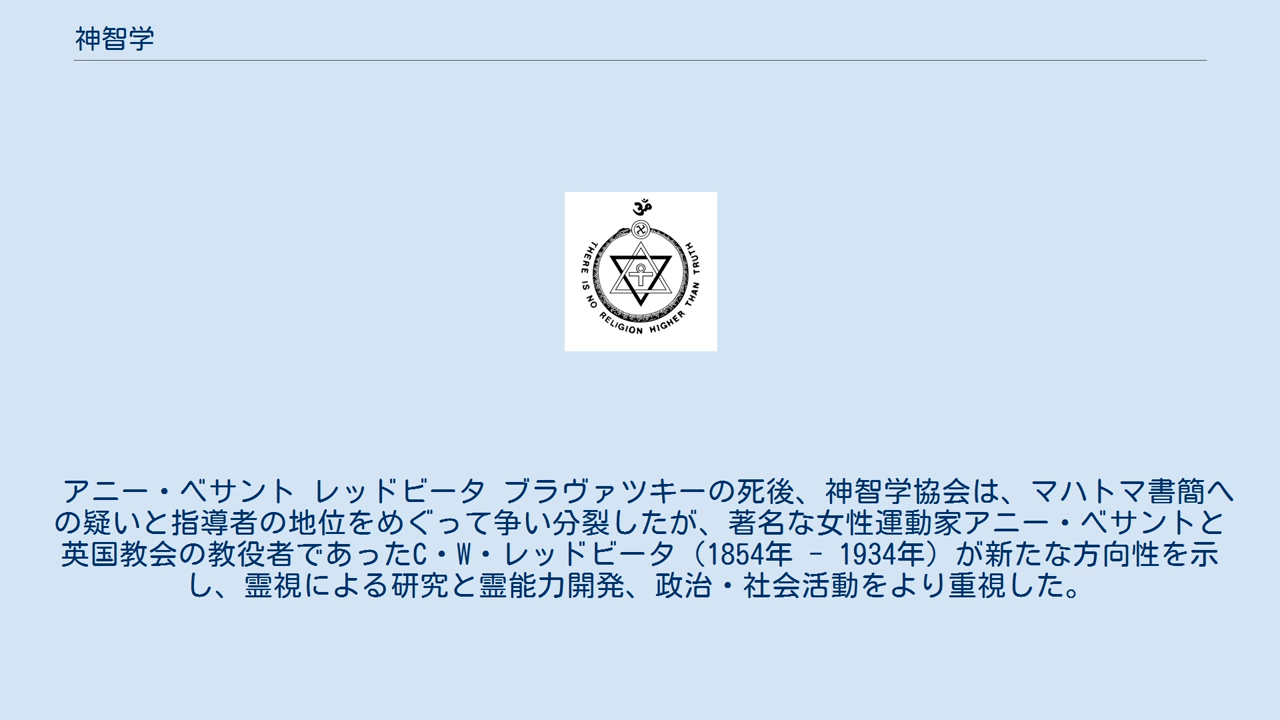 神智学
ॐ
THERE IS NO RELIGION HIGHER THAN TRUTH
アニー・ベサント レッドビータ ブラヴァツキーの死後、神智学協会は、マハトマ書簡へ
の疑いと指導者の地位をめぐって争い分裂したが、著名な女性運動家アニー・ベサントと
英国教会の教役者であったC・W・レッドビータ（1854年 - 1934年）が新たな方向性を示
し、霊視による研究と霊能力開発、政治・社会活動をより重視した。